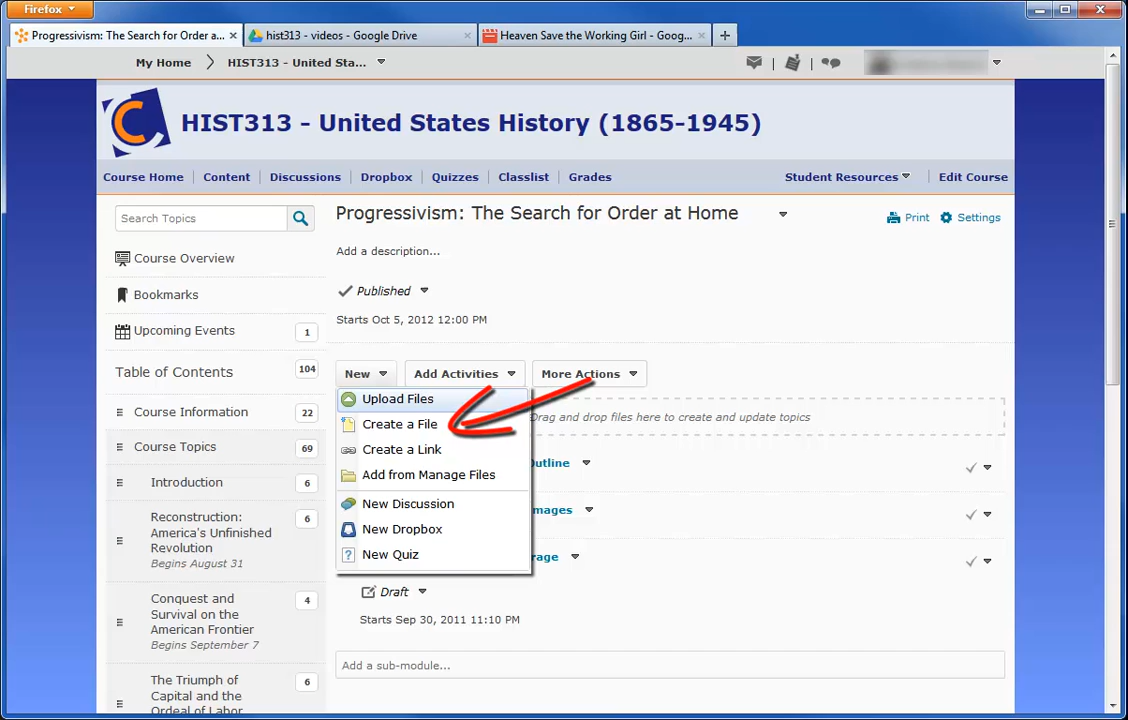 Firefox
Progressivism: The Search for Order a...
hist313 - videos - Google Drive
Heaven Save the Working Girl - Goog...
My Home
HIST313 - United Sta...
HIST313 - United States History (1865-1945)
Course Home
Content
Discussions
Dropbox
Quizzes
Classlist
Grades
Student Resources
Edit Course
Search Topics
Course Overview
Bookmarks
Upcoming Events
1
Table of Contents
104
Course Information
22
Course Topics
69
Introduction
6
Reconstruction:
America's Unfinished
Revolution
Begins August 31
6
Conquest and
Survival on the
American Frontier
Begins September 7
4
The Triumph of
Capital and the
Ordeal of Labor
6
Progressivism: The Search for Order at Home
Print
Settings
Add a description...
Published
Starts Oct 5, 2012 12:00 PM
New
Add Activities
More Actions
Upload Files
Create a File
Create a Link
Add from Manage Files
New Discussion
New Dropbox
New Quiz
Drag and drop files here to create and update topics
Outline
mages
rage
Draft
Starts Sep 30, 2011 11:10 PM
Add a sub-module...